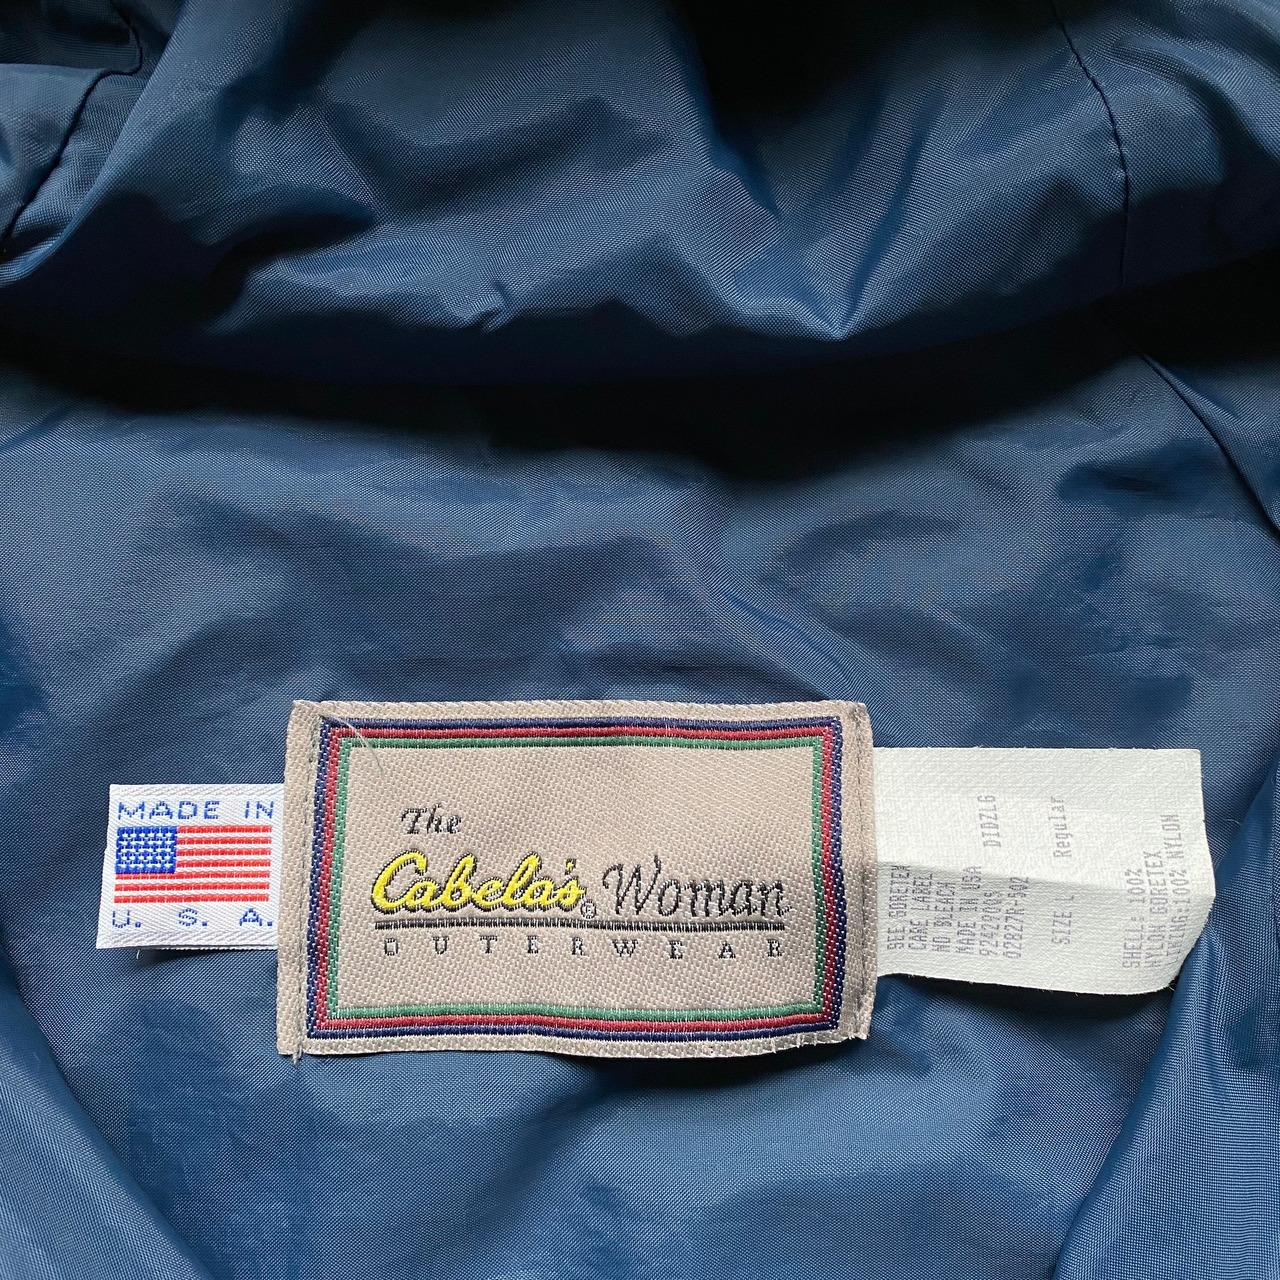 MADE IN
U. S. A.
The
Cabela's® Woman
OUTERWEAR
SEE GORETEX
CARE LABEL
NO BLEACH
MADE IN USA
DIDZLG
SIZE L
Regular
SHELL 100%
NYLON GORETEX
100% NYLON